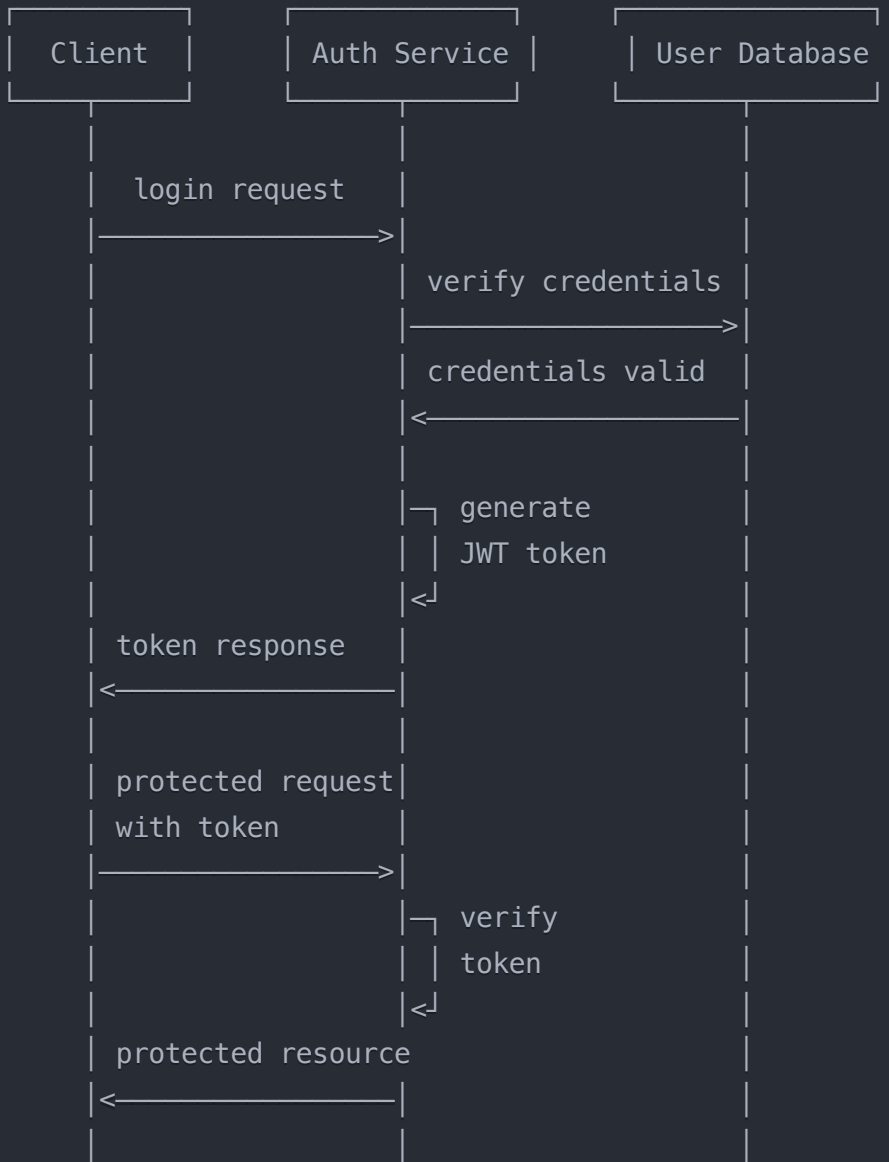 Client
Auth Service
User Database
login request
verify credentials
credentials valid
generate
JWT token
token response
protected request
with token
verify
token
protected resource